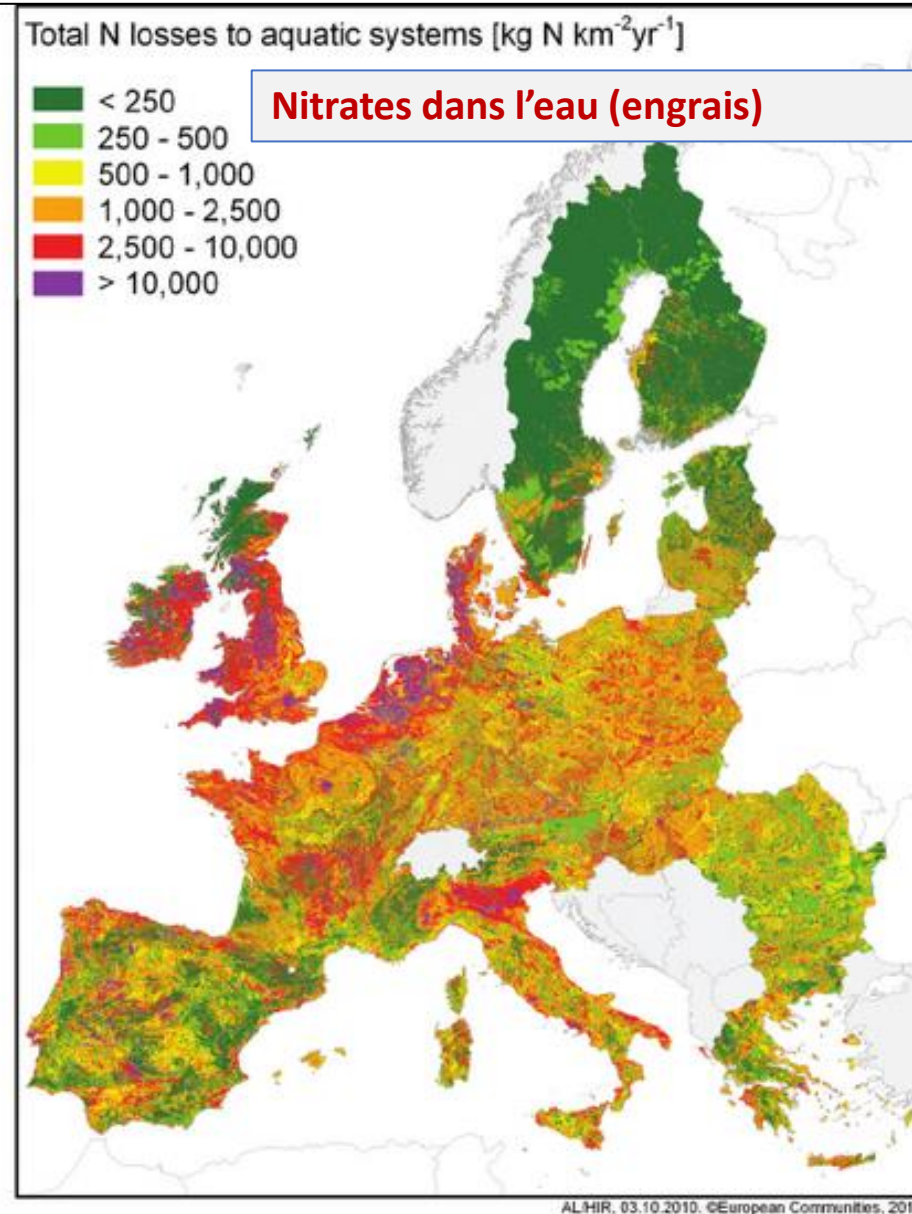 Total N losses to aquatic systems [kg N km⁻²yr⁻¹]
Nitrates dans l'eau (engrais)
< 250
250 - 500
500 - 1,000
1,000 - 2,500
2,500 - 10,000
> 10,000
AL/HIR, 03.10.2010. ©European Communities, 201